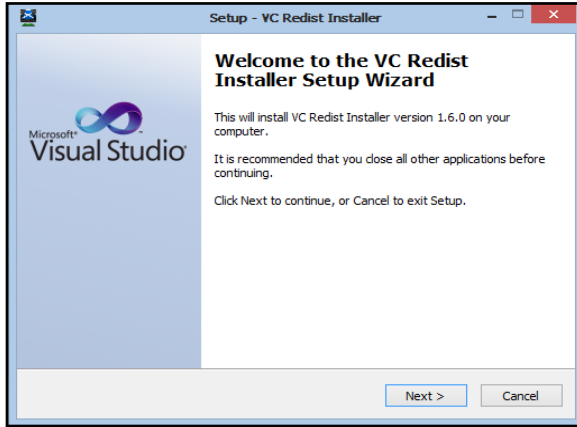 Setup - VC Redist Installer
Welcome to the VC Redist
Installer Setup Wizard
This will install VC Redist Installer version 1.6.0 on your
computer.
It is recommended that you close all other applications before
continuing.
Click Next to continue, or Cancel to exit Setup.
Microsoft®
Visual Studio
Next >
Cancel